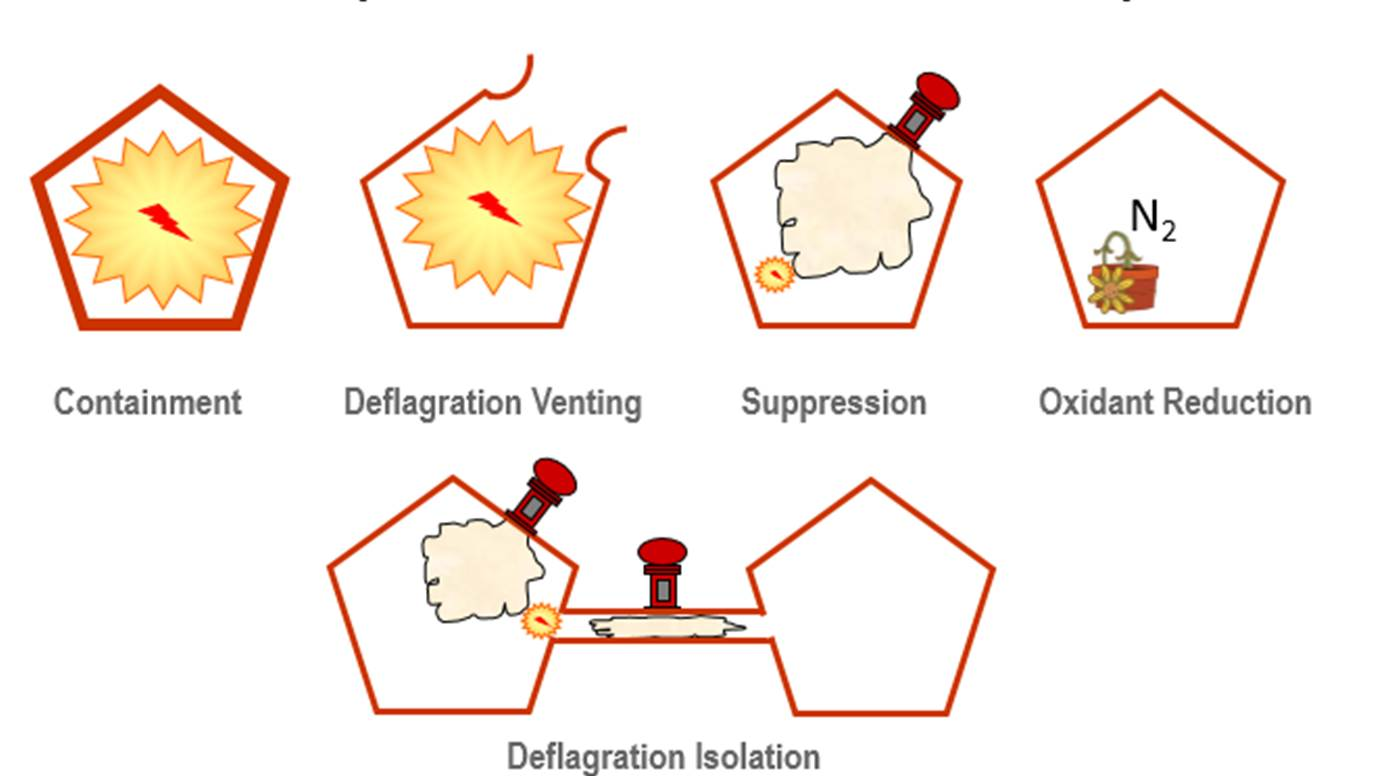 N₂
Containment
Deflagration Venting
Suppression
Oxidant Reduction
Deflagration Isolation